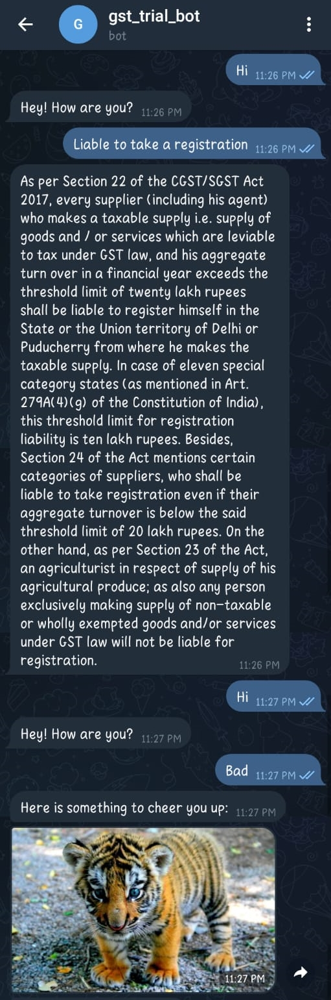 G
gst_trial_bot
bot
Hi 11:26 PM
Hey! How are you? 11:26 PM
Liable to take a registration 11:26 PM
As per Section 22 of the CGST/SGST Act
2017, every supplier (including his agent)
who makes a taxable supply i.e. supply of
goods and / or services which are leviable
to tax under GST law, and his aggregate
turn over in a financial year exceeds the
threshold limit of twenty lakh rupees
shall be liable to register himself in the
State or the Union territory of Delhi or
Puducherry from where he makes the
taxable supply. In case of eleven special
category states (as mentioned in Art.
279A(4)(g) of the Constitution of India),
this threshold limit for registration
liability is ten lakh rupees. Besides,
Section 24 of the Act mentions certain
categories of suppliers, who shall be
liable to take registration even if their
aggregate turnover is below the said
threshold limit of 20 lakh rupees. On the
other hand, as per Section 23 of the Act,
an agriculturist in respect of supply of his
agricultural produce; as also any person
exclusively making supply of non-taxable
or wholly exempted goods and/or services
under GST law will not be liable for
registration. 11:26 PM
Hi 11:27 PM
Hey! How are you? 11:27 PM
Bad 11:27 PM
Here is something to cheer you up: 11:27 PM
11:27 PM